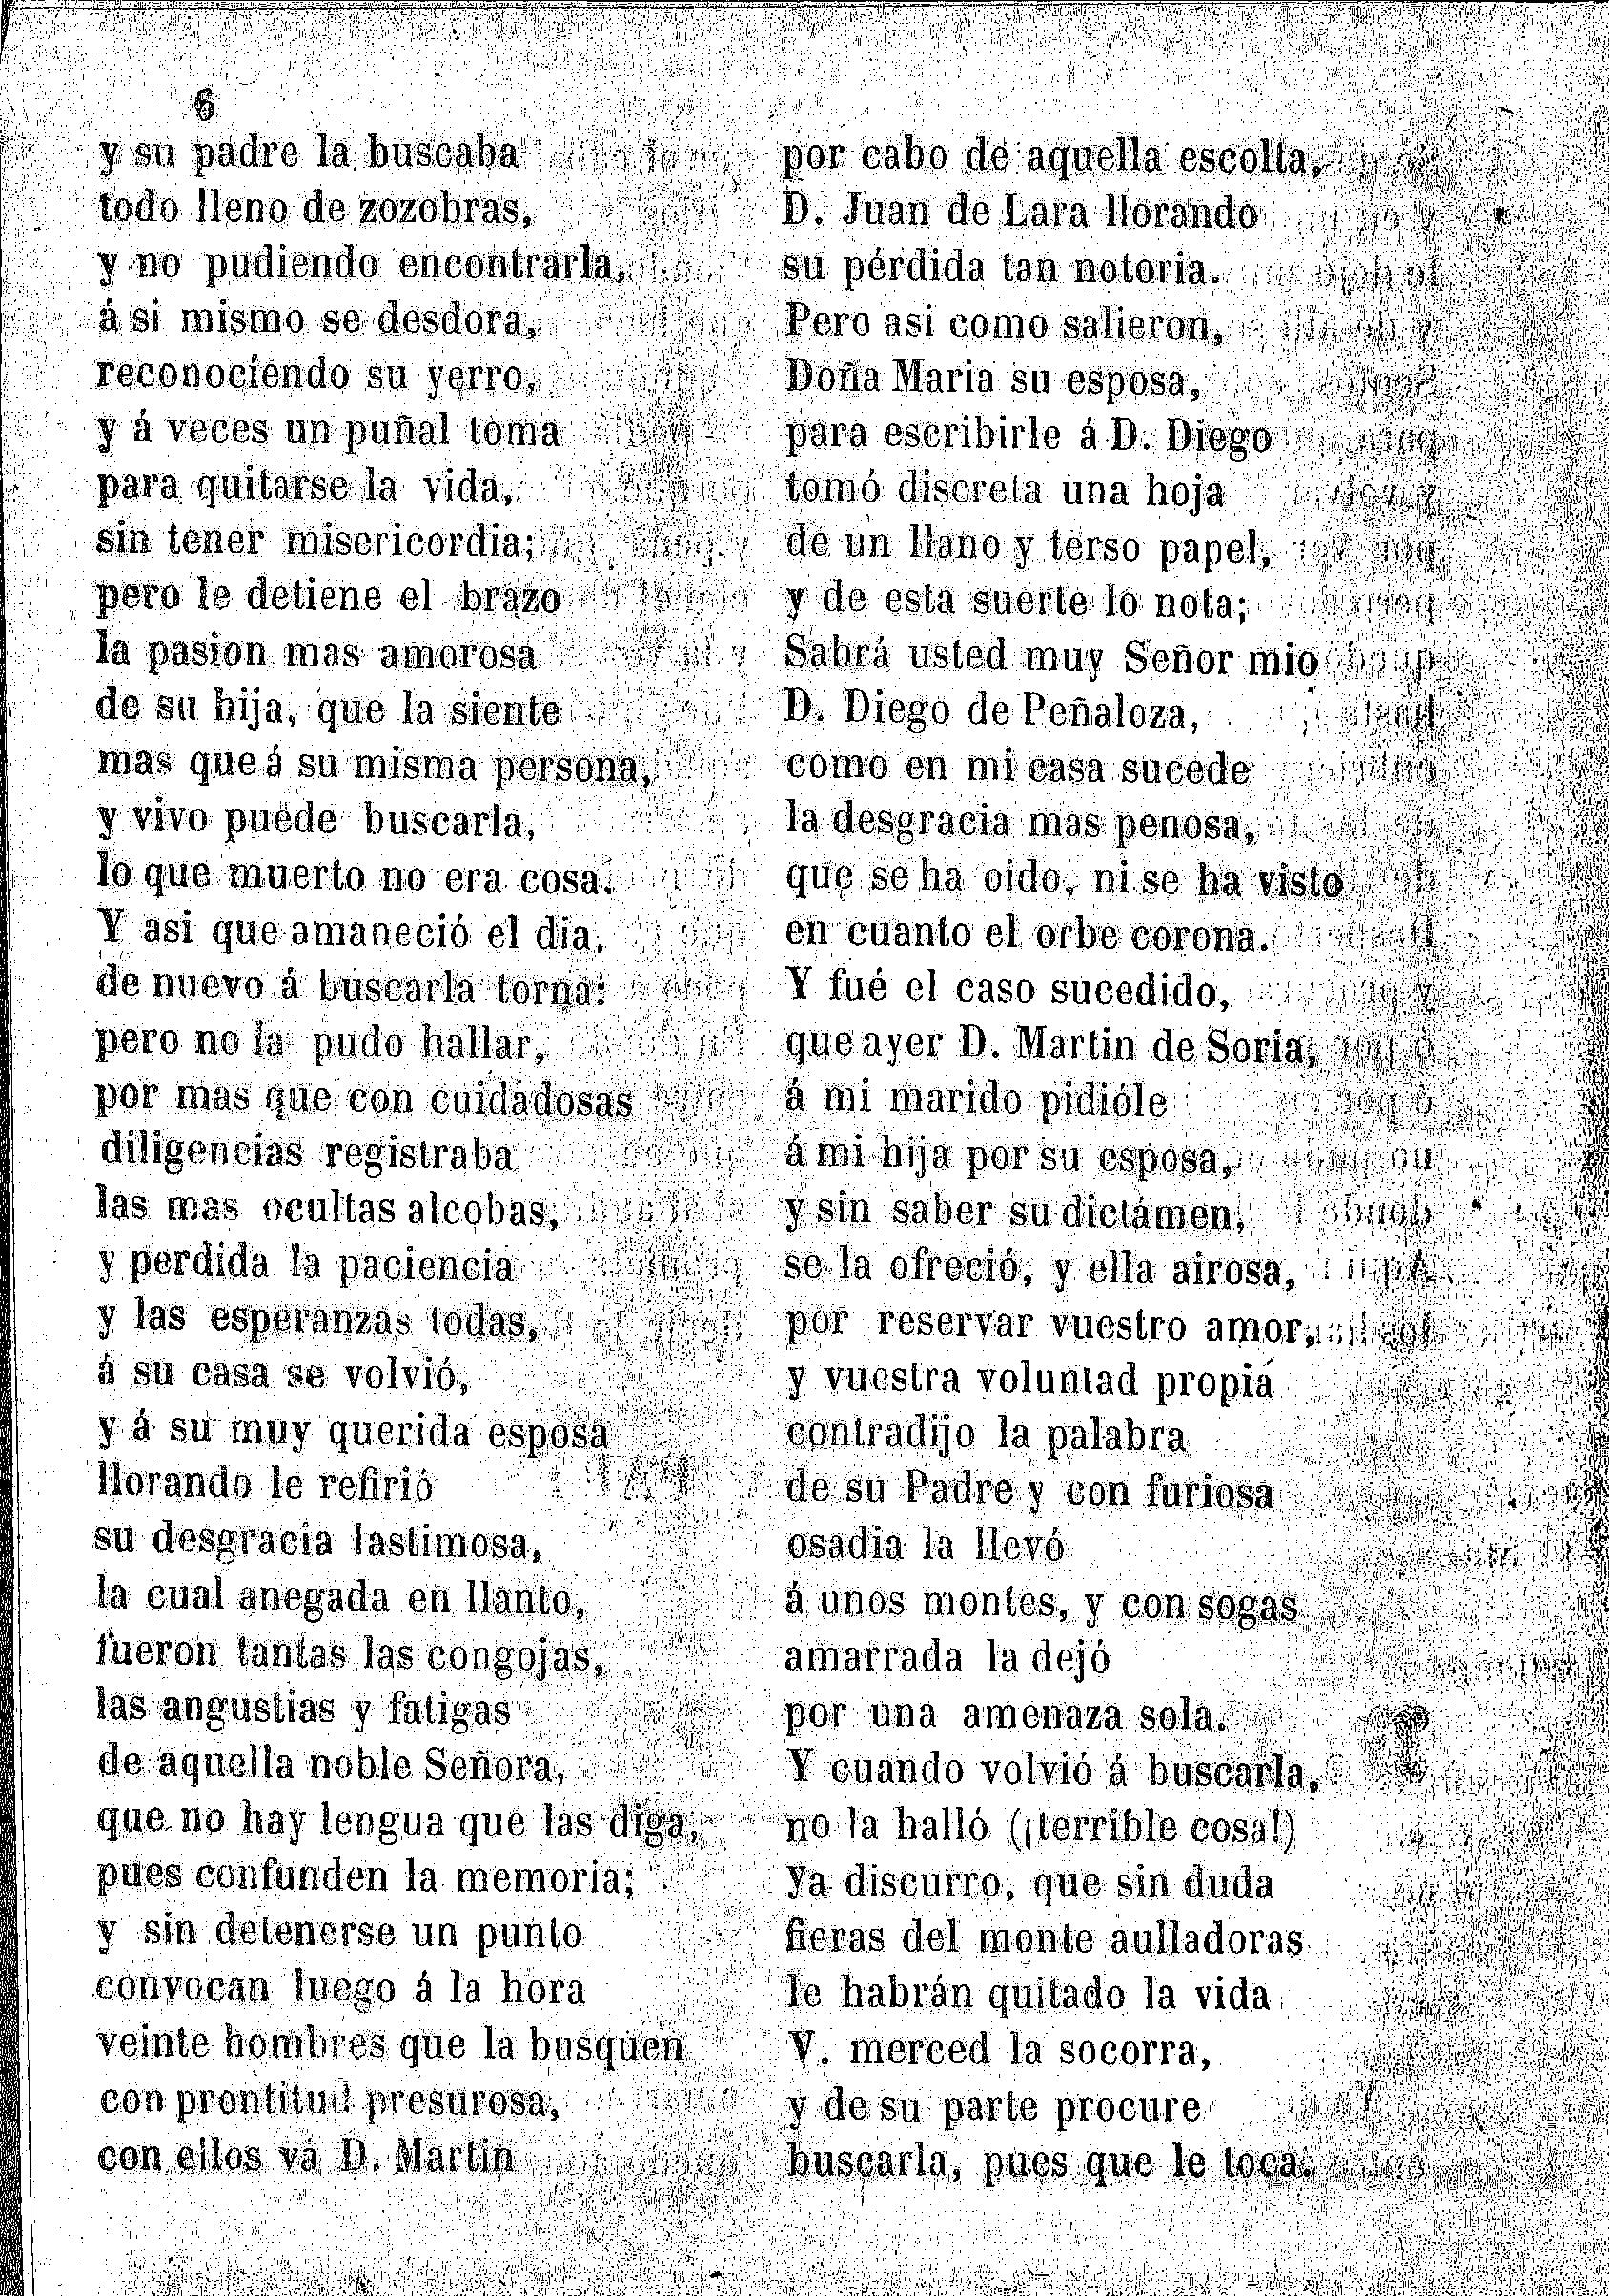 6
y su padre la buscaba
todo lleno de zozobras,
y no pudiendo encontrarla,
á si mismo se desdora,
reconociendo su yerro,
y á veces un puñal toma
para quitarse la vida,
sin tener misericordia;
pero le detiene el brazo
la pasion mas amorosa
de su hija, que la siente
mas que á su misma persona,
y vivo puede buscarla,
lo que muerto no era cosa.
Y asi que amaneció el dia,
de nuevo á buscarla torna:
pero no la pudo hallar,
por mas que con cuidadosas
diligencias registraba
las mas ocultas alcobas,
y perdida la paciencia
y las esperanzas todas,
á su casa se volvió,
y á su muy querida esposa
llorando le refirió
su desgracia lastimosa,
la cual anegada en llanto,
fueron tantas las congojas,
las angustias y fatigas
de aquella noble Señora,
que no hay lengua que las diga,
pues confunden la memoria;
y sin detenerse un punto
convocan luego á la hora
veinte hombres que la busquen
con prontitud presurosa,
con ellos va D. Martin
por cabo de aquella escolta,
D. Juan de Lara llorando
su pérdida tan notoria.
Pero asi como salieron,
Doña Maria su esposa,
para escribirle á D. Diego
tomó discreta una hoja
de un llano y terso papel,
y de esta suerte lo nota;
Sabrá usted muy Señor mio
D. Diego de Peñaloza,
como en mi casa sucede
la desgracia mas penosa,
que se ha oido, ni se ha visto
en cuanto el orbe corona.
Y fué el caso sucedido,
que ayer D. Martin de Soria,
á mi marido pidióle
á mi hija por su esposa,
y sin saber su dictámen,
se la ofreció, y ella airosa,
por reservar vuestro amor,
y vuestra voluntad propia
contradijo la palabra
de su Padre y con furiosa
osadia la llevó
á unos montes, y con sogas
amarrada la dejó
por una amenaza sola.
Y cuando volvió á buscarla,
no la halló (¡terrible cosa!)
Ya discurro, que sin duda
fieras del monte aulladoras
le habrán quitado la vida
V. merced la socorra,
y de su parte procure
buscarla, pues que le toca.